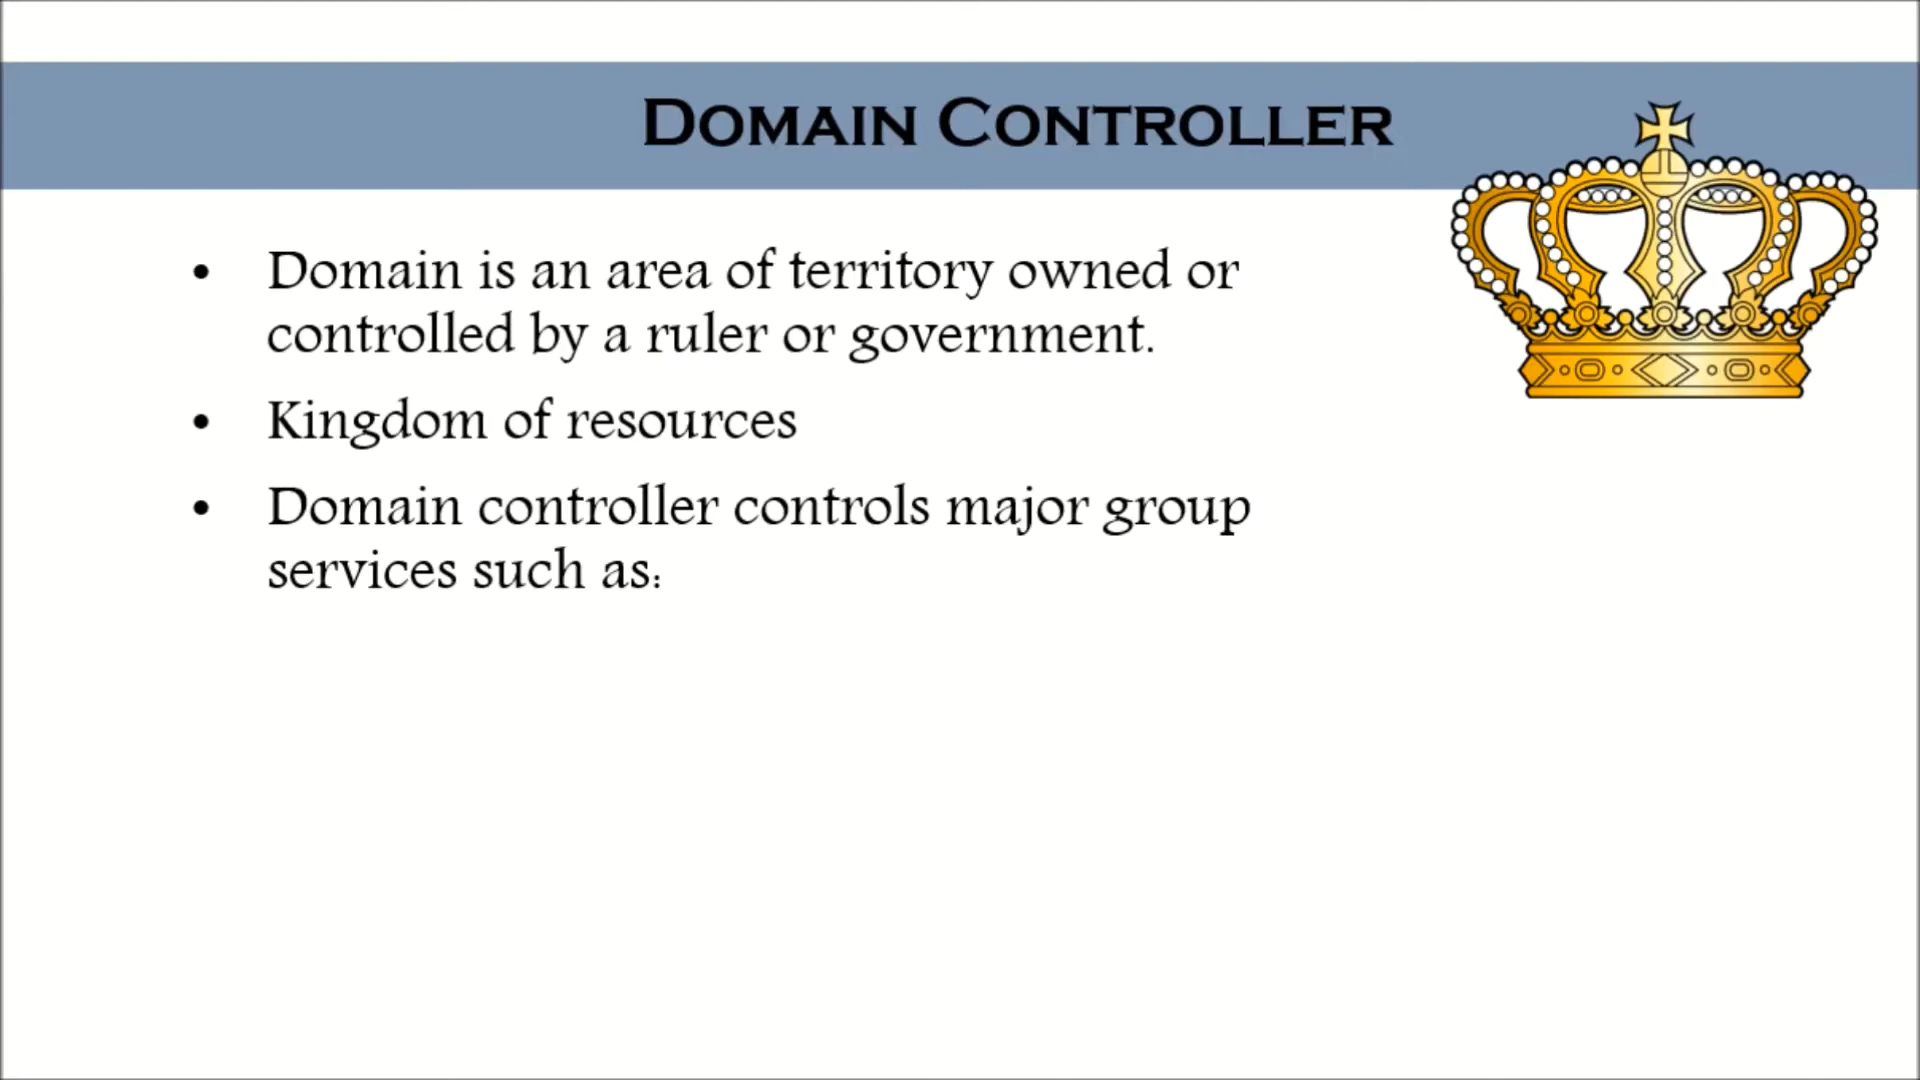 DOMAIN CONTROLLER
• Domain is an area of territory owned or
controlled by a ruler or government.
• Kingdom of resources
• Domain controller controls major group
services such as: